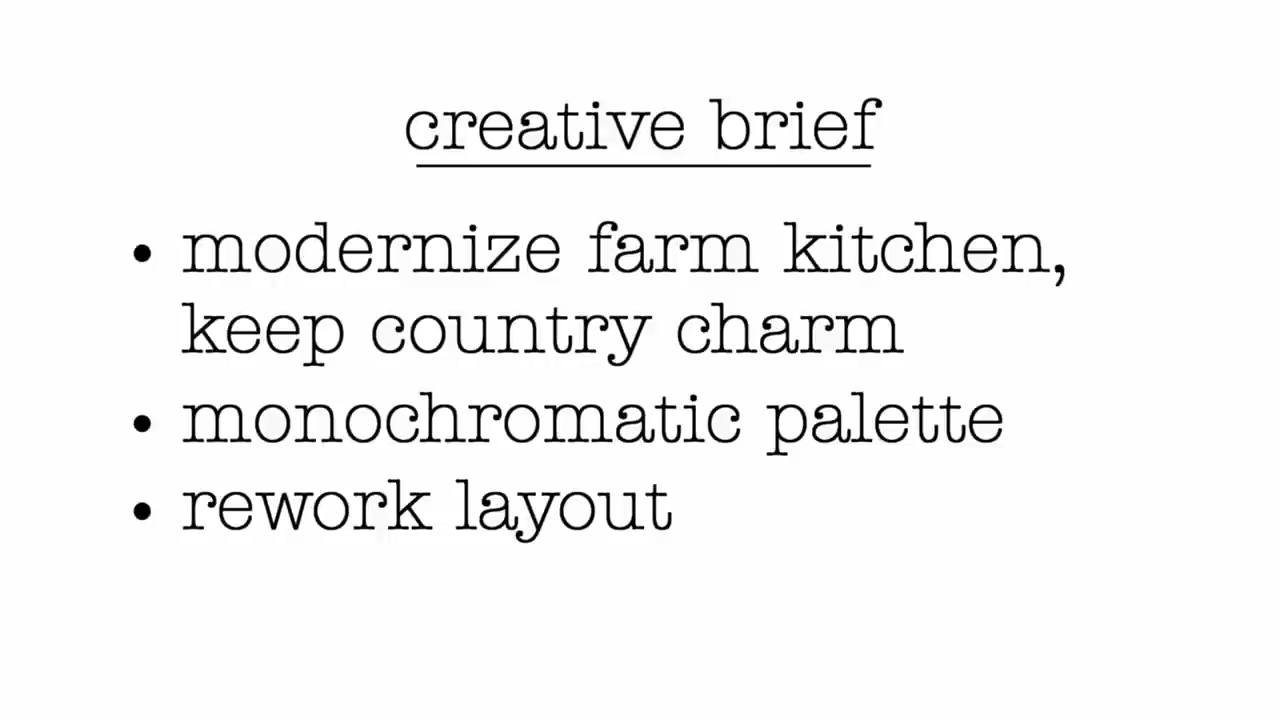 creative brief
• modernize farm kitchen,
keep country charm
• monochromatic palette
• rework layout